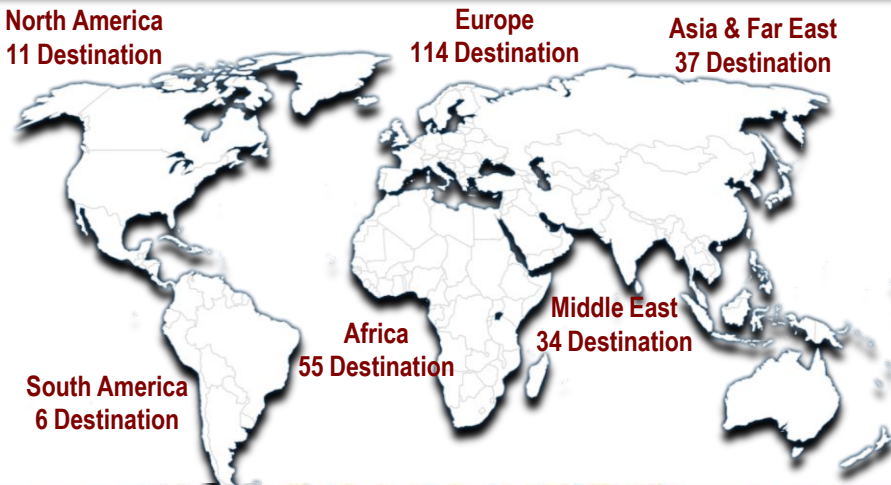 North America
11 Destination
Europe
114 Destination
Asia & Far East
37 Destination
Africa
55 Destination
Middle East
34 Destination
South America
6 Destination